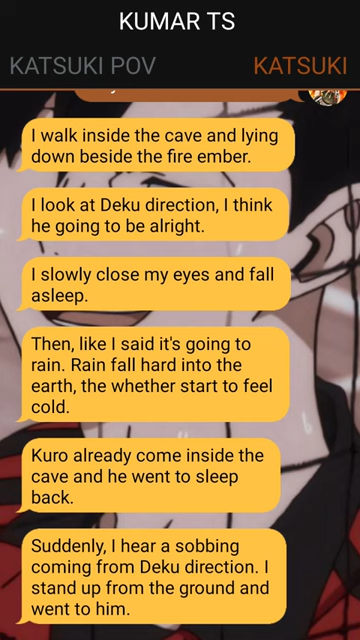 KUMAR TS
KATSUKI POV
KATSUKI
I walk inside the cave and lying
down beside the fire ember.
I look at Deku direction, I think
he going to be alright.
I slowly close my eyes and fall
asleep.
Then, like I said it's going to
rain. Rain fall hard into the
earth, the whether start to feel
cold.
Kuro already come inside the
cave and he went to sleep
back.
Suddenly, I hear a sobbing
coming from Deku direction. I
stand up from the ground and
went to him.